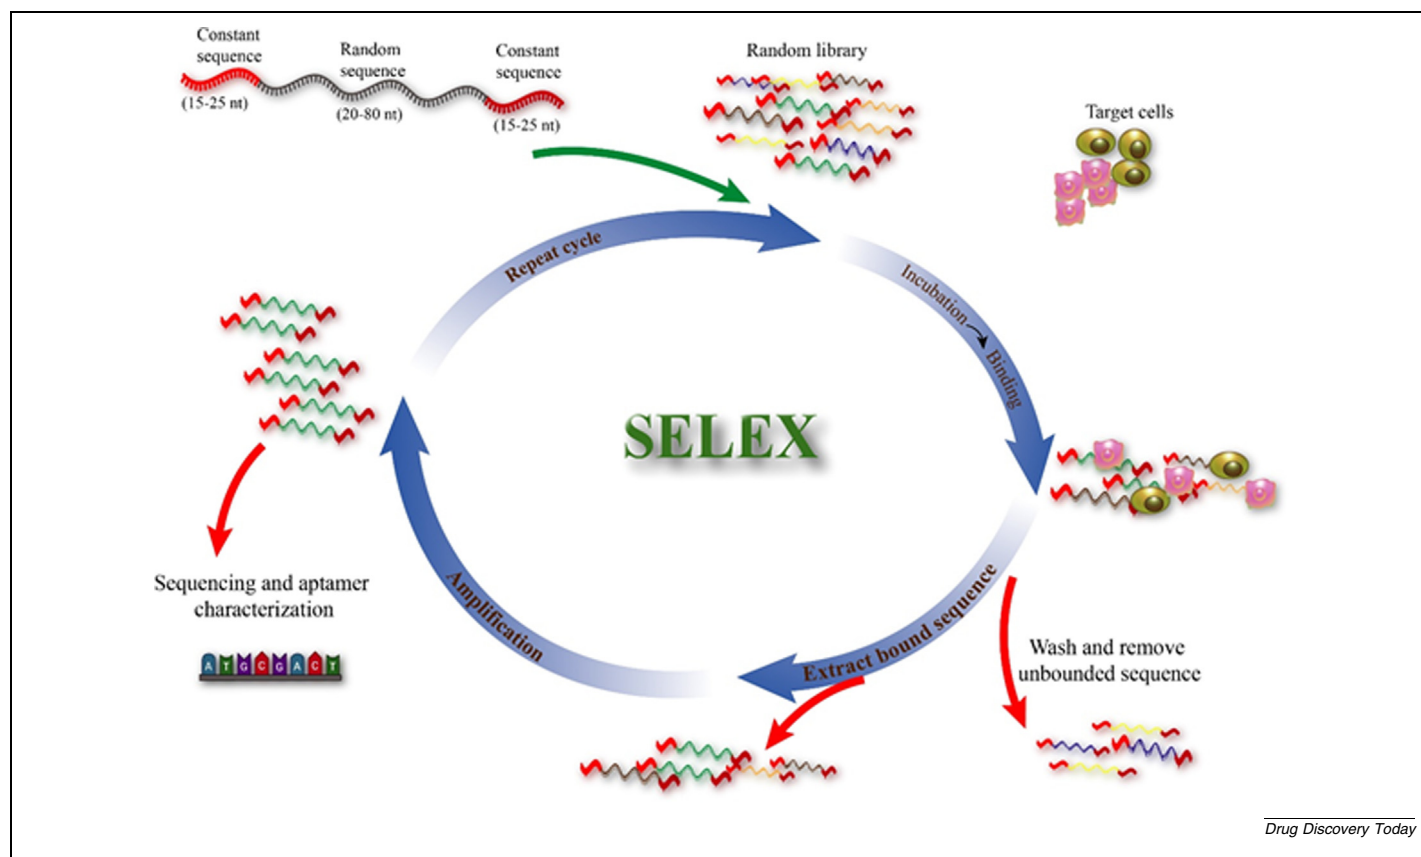 Constant
sequence
(15-25 nt)
Random
sequence
(20-80 nt)
Constant
sequence
(15-25 nt)
Random library
Target cells
Repeat cycle
Incubation
Binding
SELEX
Extract bound sequence
Amplification
Wash and remove
unbounded sequence
Sequencing and aptamer
characterization
A T G C G A C T
Drug Discovery Today